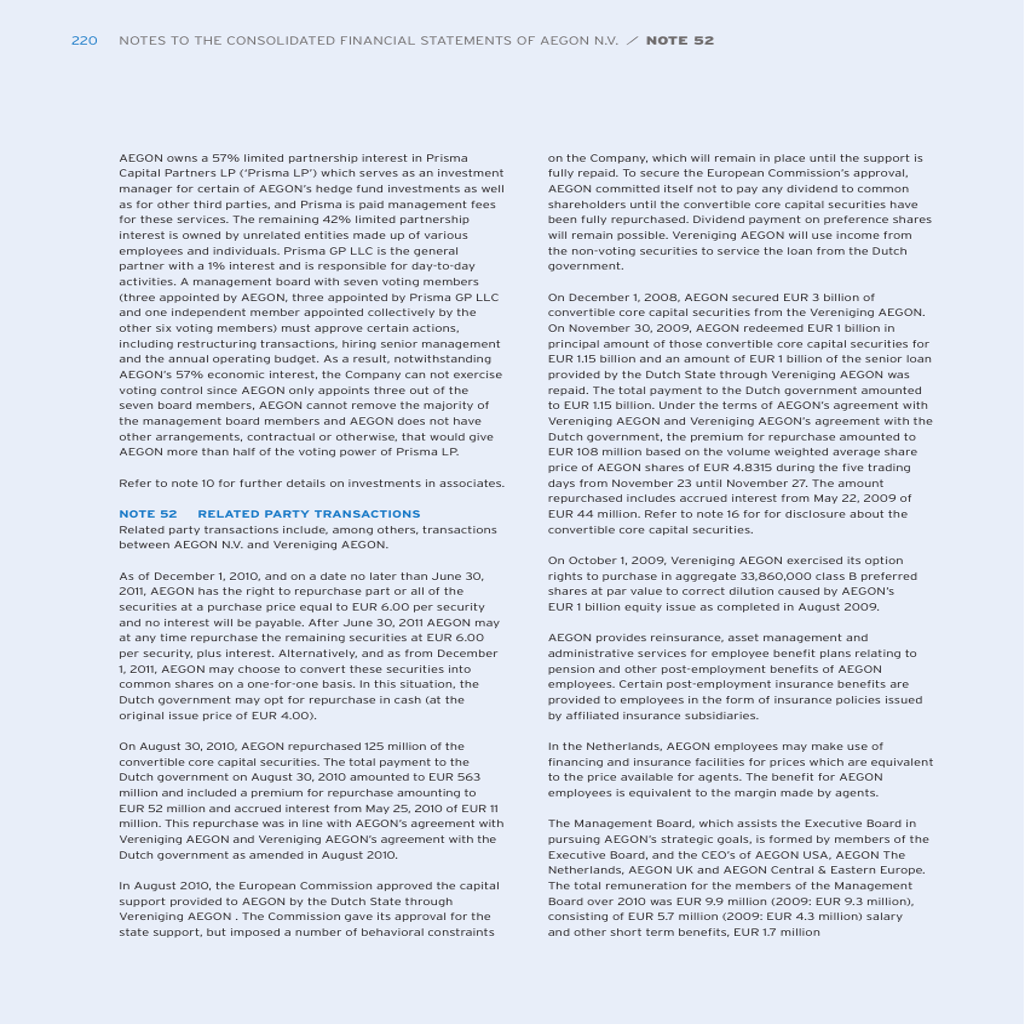 220 NOTES TO THE CONSOLIDATED FINANCIAL STATEMENTS OF AEGON N.V. / NOTE 52
AEGON owns a 57% limited partnership interest in Prisma
Capital Partners LP (‘Prisma LP’) which serves as an investment
manager for certain of AEGON’s hedge fund investments as well
as for other third parties, and Prisma is paid management fees
for these services. The remaining 42% limited partnership
interest is owned by unrelated entities made up of various
employees and individuals. Prisma GP LLC is the general
partner with a 1% interest and is responsible for day-to-day
activities. A management board with seven voting members
(three appointed by AEGON, three appointed by Prisma GP LLC
and one independent member appointed collectively by the
other six voting members) must approve certain actions,
including restructuring transactions, hiring senior management
and the annual operating budget. As a result, notwithstanding
AEGON’s 57% economic interest, the Company can not exercise
voting control since AEGON only appoints three out of the
seven board members, AEGON cannot remove the majority of
the management board members and AEGON does not have
other arrangements, contractual or otherwise, that would give
AEGON more than half of the voting power of Prisma LP.
Refer to note 10 for further details on investments in associates.
NOTE 52 RELATED PARTY TRANSACTIONS
Related party transactions include, among others, transactions
between AEGON N.V. and Vereniging AEGON.
As of December 1, 2010, and on a date no later than June 30,
2011, AEGON has the right to repurchase part or all of the
securities at a purchase price equal to EUR 6.00 per security
and no interest will be payable. After June 30, 2011 AEGON may
at any time repurchase the remaining securities at EUR 6.00
per security, plus interest. Alternatively, and as from December
1, 2011, AEGON may choose to convert these securities into
common shares on a one-for-one basis. In this situation, the
Dutch government may opt for repurchase in cash (at the
original issue price of EUR 4.00).
On August 30, 2010, AEGON repurchased 125 million of the
convertible core capital securities. The total payment to the
Dutch government on August 30, 2010 amounted to EUR 563
million and included a premium for repurchase amounting to
EUR 52 million and accrued interest from May 25, 2010 of EUR 11
million. This repurchase was in line with AEGON’s agreement with
Vereniging AEGON and Vereniging AEGON’s agreement with the
Dutch government as amended in August 2010.
In August 2010, the European Commission approved the capital
support provided to AEGON by the Dutch State through
Vereniging AEGON . The Commission gave its approval for the
state support, but imposed a number of behavioral constraints
on the Company, which will remain in place until the support is
fully repaid. To secure the European Commission’s approval,
AEGON committed itself not to pay any dividend to common
shareholders until the convertible core capital securities have
been fully repurchased. Dividend payment on preference shares
will remain possible. Vereniging AEGON will use income from
the non-voting securities to service the loan from the Dutch
government.
On December 1, 2008, AEGON secured EUR 3 billion of
convertible core capital securities from the Vereniging AEGON.
On November 30, 2009, AEGON redeemed EUR 1 billion in
principal amount of those convertible core capital securities for
EUR 1.15 billion and an amount of EUR 1 billion of the senior loan
provided by the Dutch State through Vereniging AEGON was
repaid. The total payment to the Dutch government amounted
to EUR 1.15 billion. Under the terms of AEGON’s agreement with
Vereniging AEGON and Vereniging AEGON’s agreement with the
Dutch government, the premium for repurchase amounted to
EUR 108 million based on the volume weighted average share
price of AEGON shares of EUR 4.8315 during the five trading
days from November 23 until November 27. The amount
repurchased includes accrued interest from May 22, 2009 of
EUR 44 million. Refer to note 16 for for disclosure about the
convertible core capital securities.
On October 1, 2009, Vereniging AEGON exercised its option
rights to purchase in aggregate 33,860,000 class B preferred
shares at par value to correct dilution caused by AEGON’s
EUR 1 billion equity issue as completed in August 2009.
AEGON provides reinsurance, asset management and
administrative services for employee benefit plans relating to
pension and other post-employment benefits of AEGON
employees. Certain post-employment insurance benefits are
provided to employees in the form of insurance policies issued
by affiliated insurance subsidiaries.
In the Netherlands, AEGON employees may make use of
financing and insurance facilities for prices which are equivalent
to the price available for agents. The benefit for AEGON
employees is equivalent to the margin made by agents.
The Management Board, which assists the Executive Board in
pursuing AEGON’s strategic goals, is formed by members of the
Executive Board, and the CEO’s of AEGON USA, AEGON The
Netherlands, AEGON UK and AEGON Central & Eastern Europe.
The total remuneration for the members of the Management
Board over 2010 was EUR 9.9 million (2009: EUR 9.3 million),
consisting of EUR 5.7 million (2009: EUR 4.3 million) salary
and other short term benefits, EUR 1.7 million